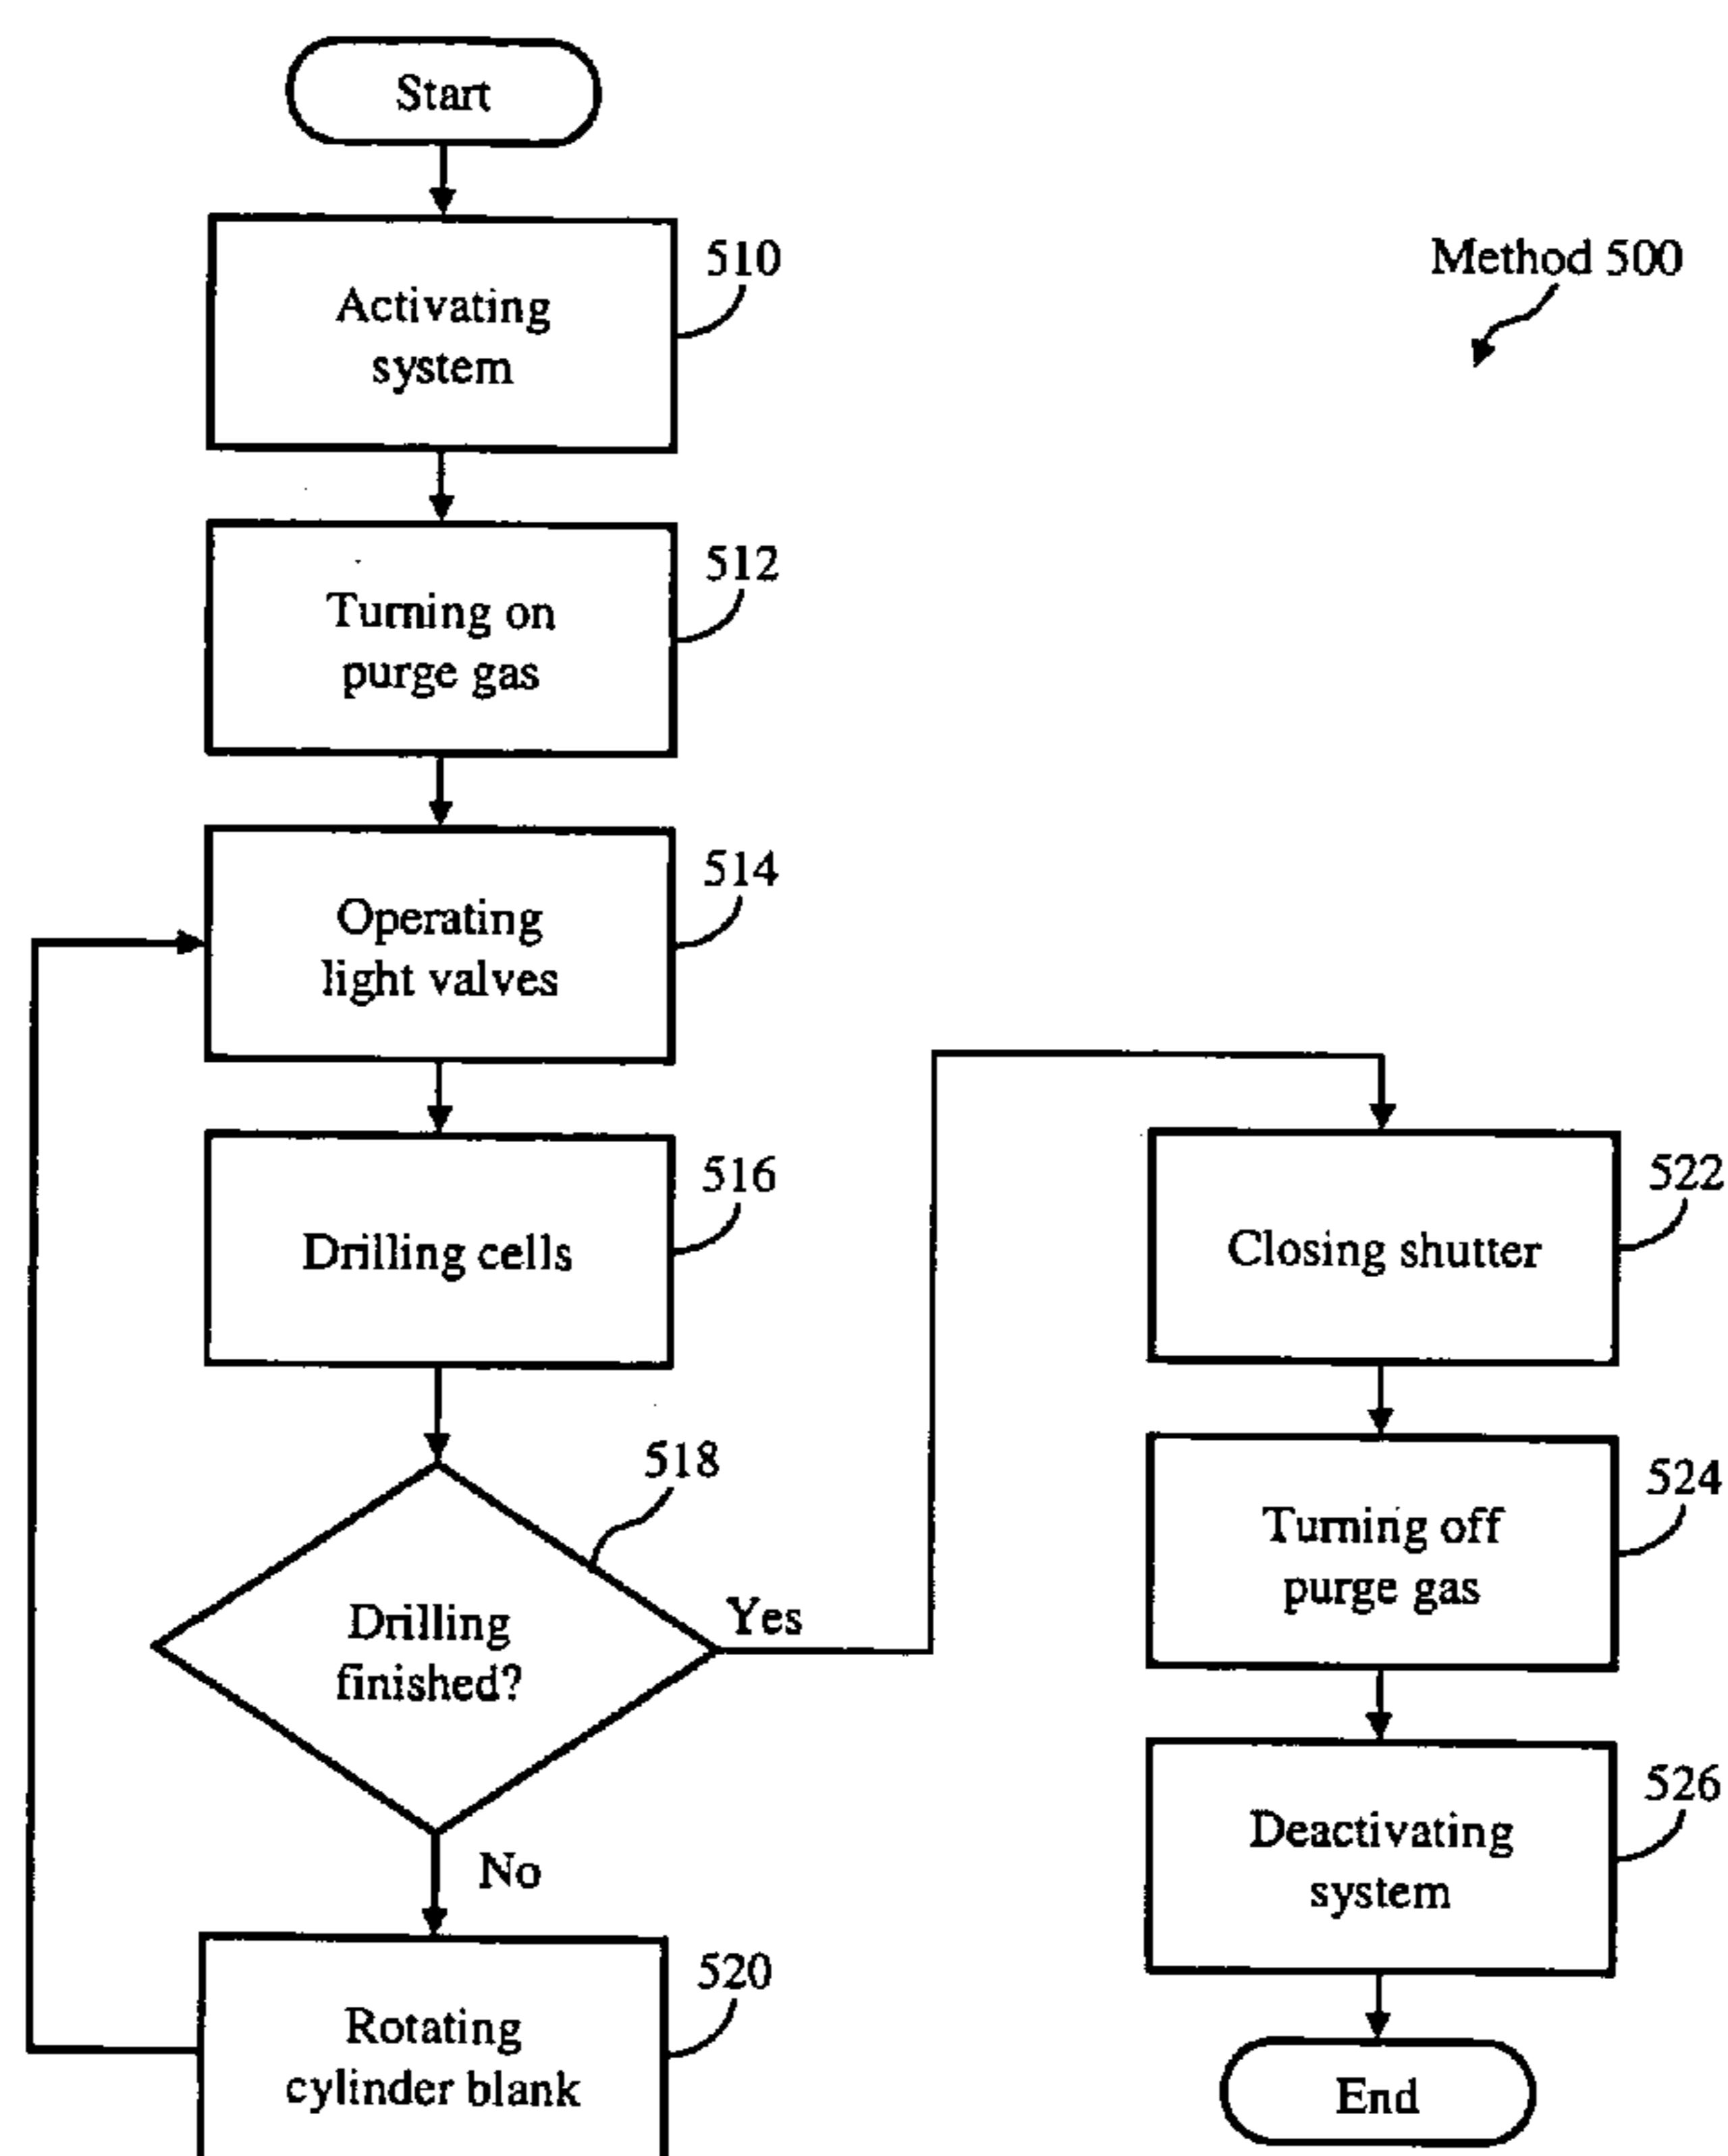 Start
510
Activating
system
Method 500
512
Turning on
purge gas
514
Operating
light valves
516
Drilling cells
518
Drilling
finished?
Yes
No
520
Rotating
cylinder blank
522
Closing shutter
524
Turning off
purge gas
526
Deactivating
system
End